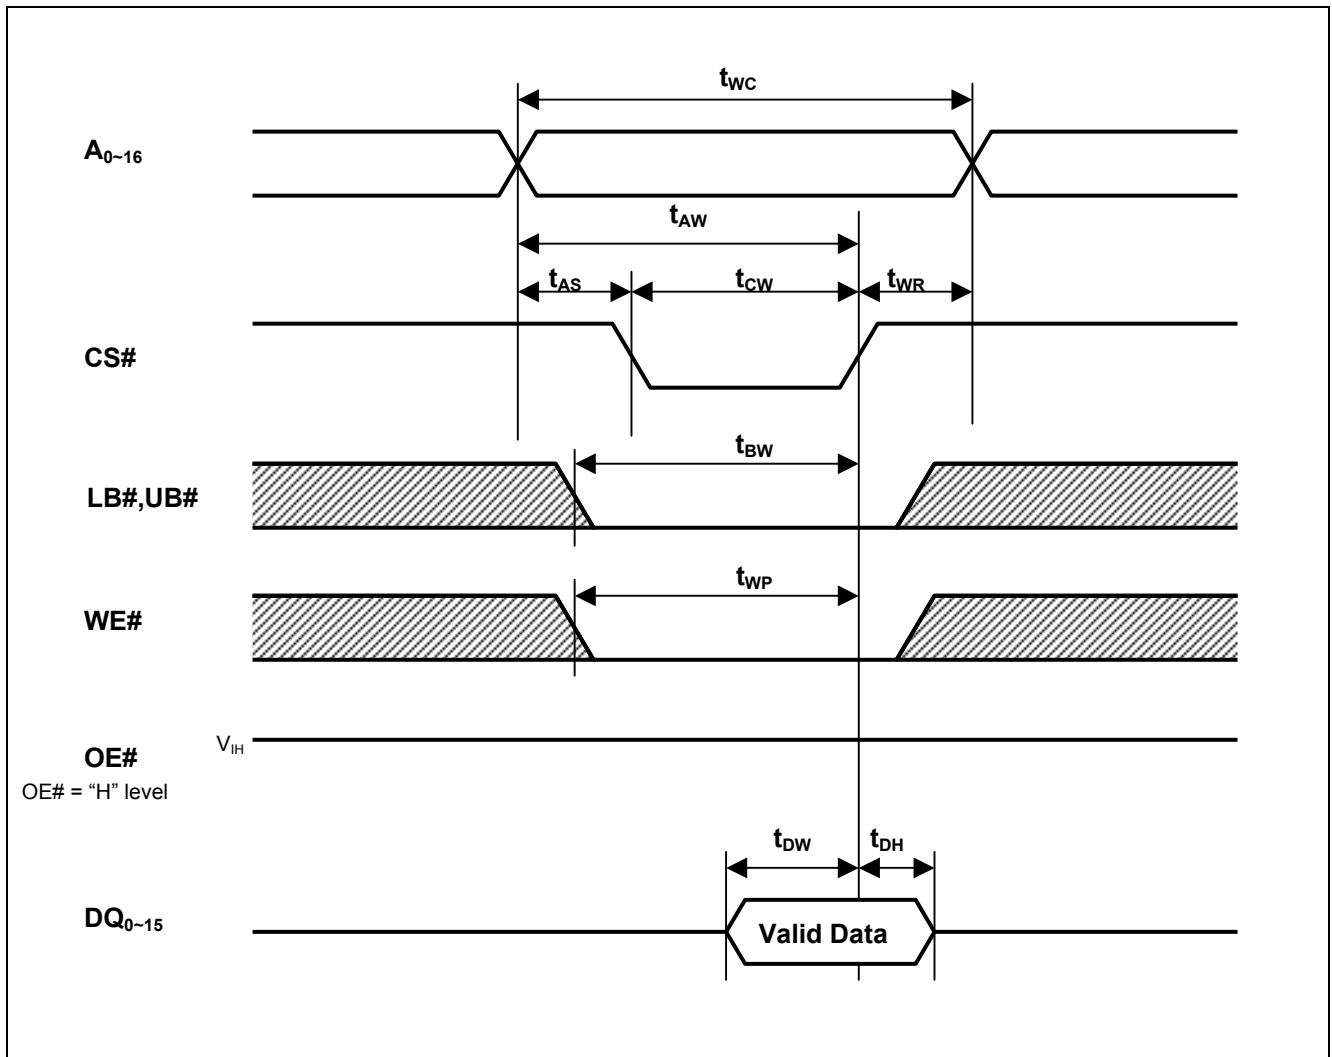 tWC
A0~16
tAW
tAS tCW tWR
CS#
tBW
LB#,UB#
tWP
WE#
VIH
OE#
OE# = “H” level
tDW tDH
DQ0~15
Valid Data